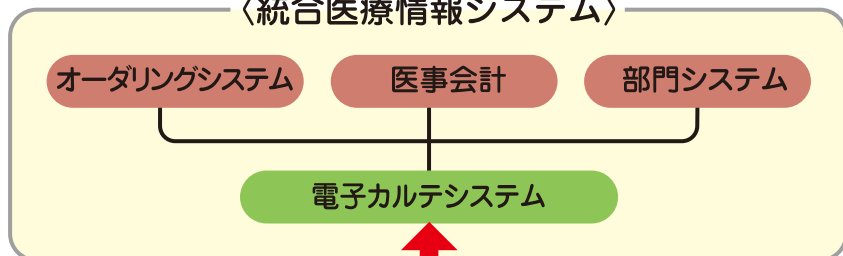 〈統合医療情報システム〉
オーダリングシステム
医事会計
部門システム
電子カルテシステム